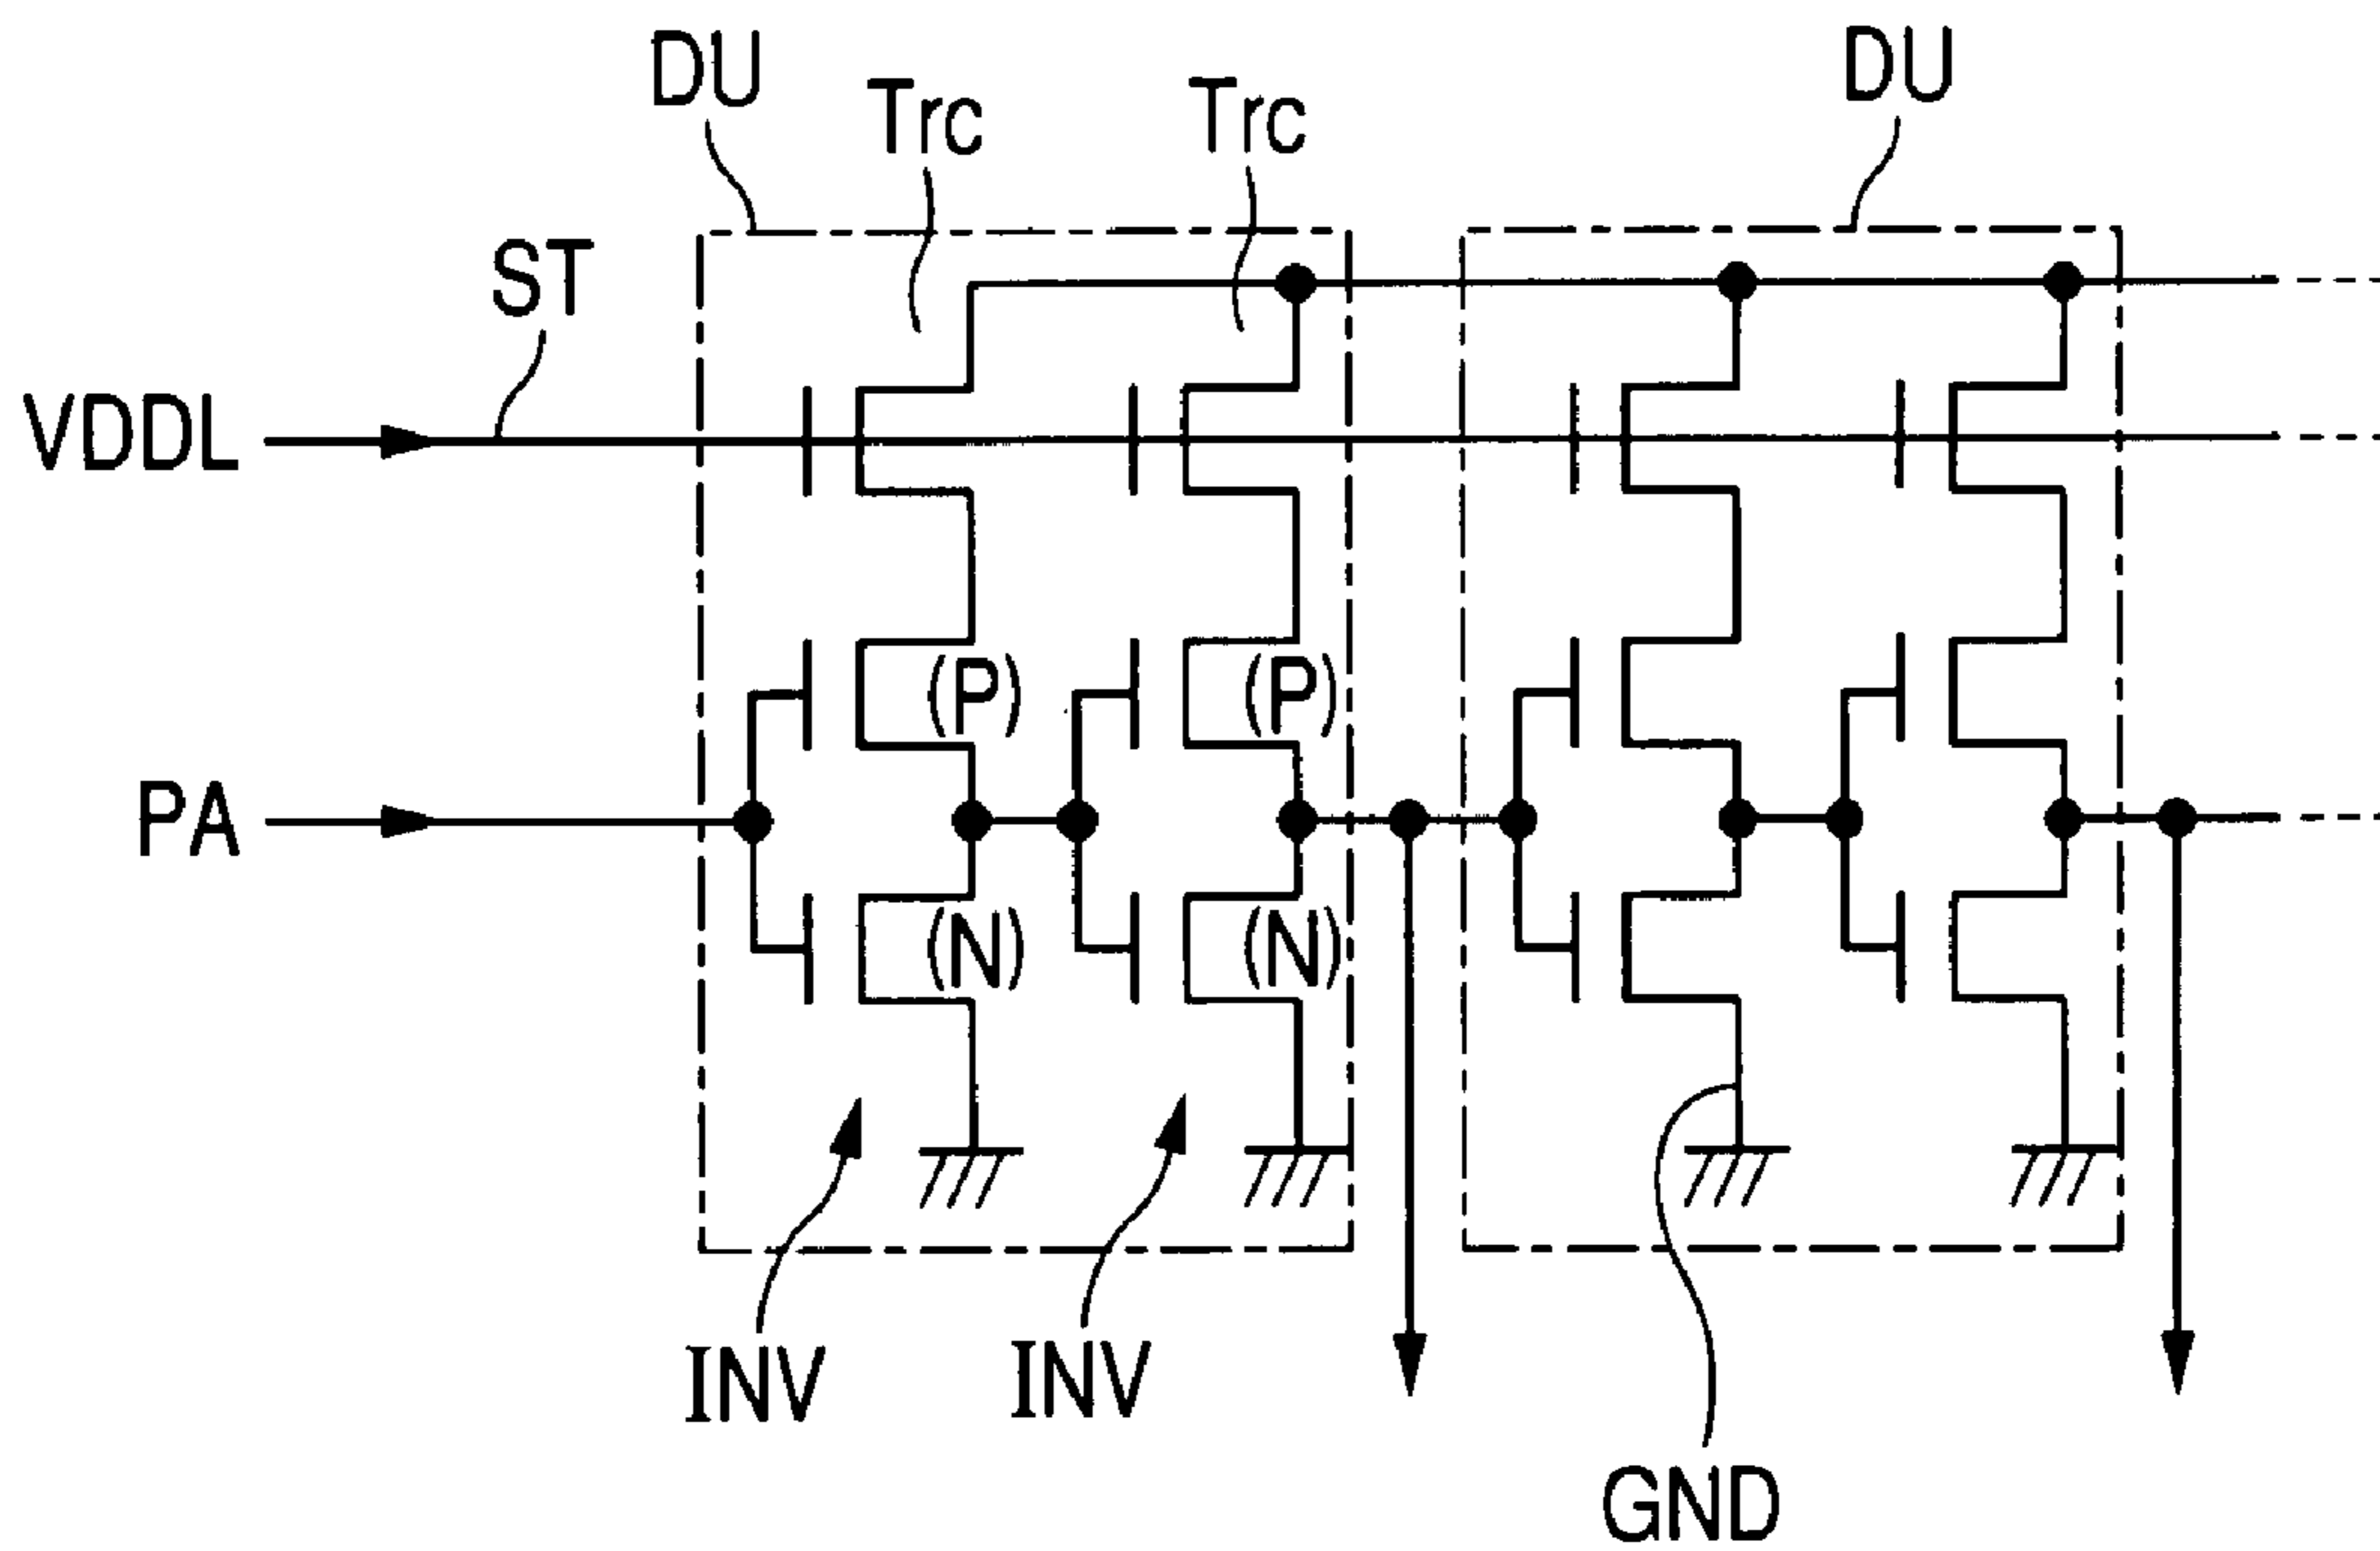 DU
Trc
Trc
DU
ST
VDDL
(P)
(P)
PA
(N)
(N)
INV
INV
GND